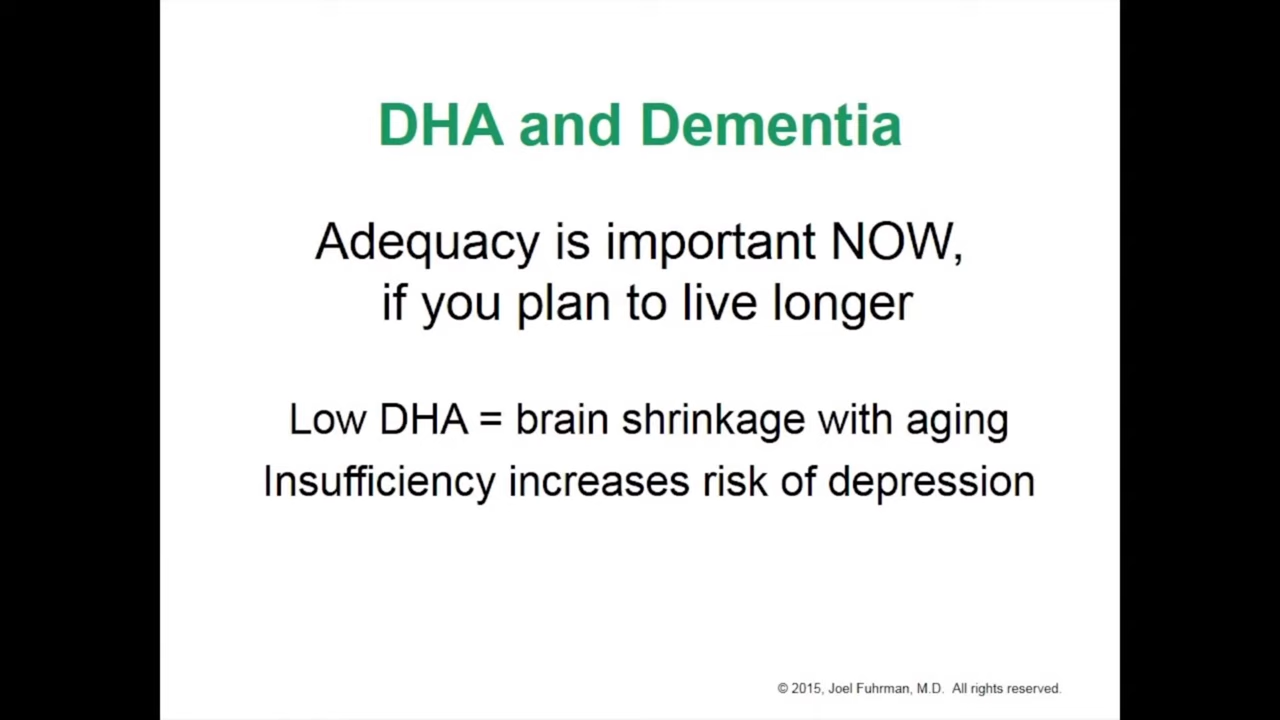 DHA and Dementia
Adequacy is important NOW,
if you plan to live longer
Low DHA = brain shrinkage with aging
Insufficiency increases risk of depression
© 2015, Joel Fuhrman, M.D. All rights reserved.